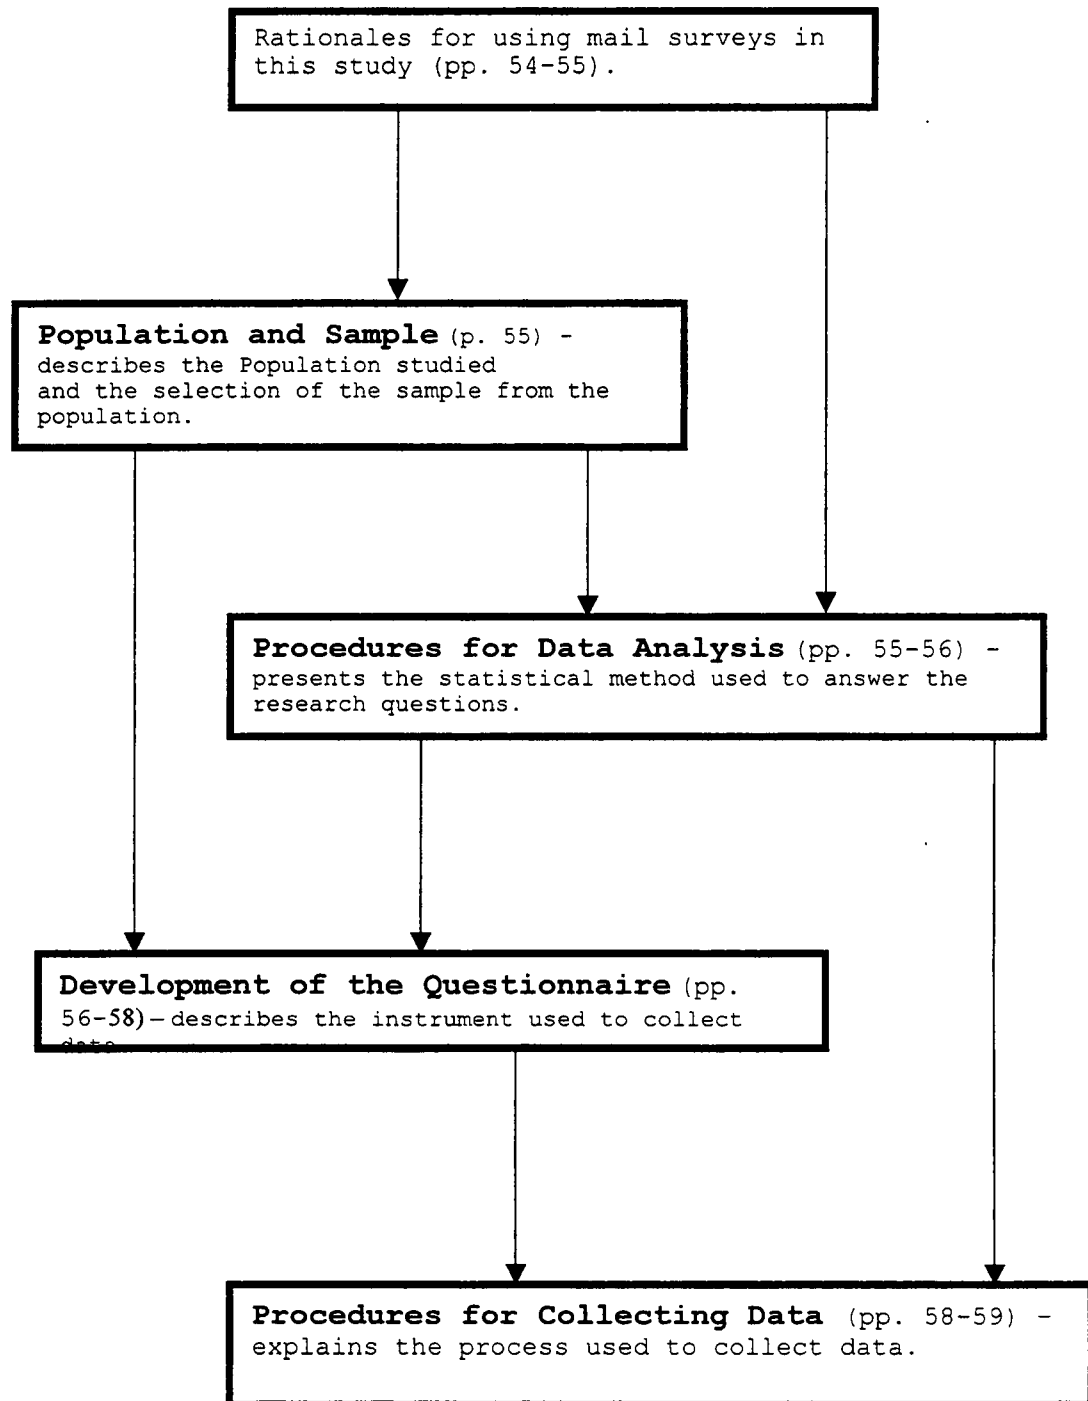 Rationales for using mail surveys in
this study (pp. 54-55).
Population and Sample (p. 55) -
describes the Population studied
and the selection of the sample from the
population.
Procedures for Data Analysis (pp. 55-56) -
presents the statistical method used to answer the
research questions.
Development of the Questionnaire (pp.
56-58)—describes the instrument used to collect
data
Procedures for Collecting Data (pp. 58-59) -
explains the process used to collect data.